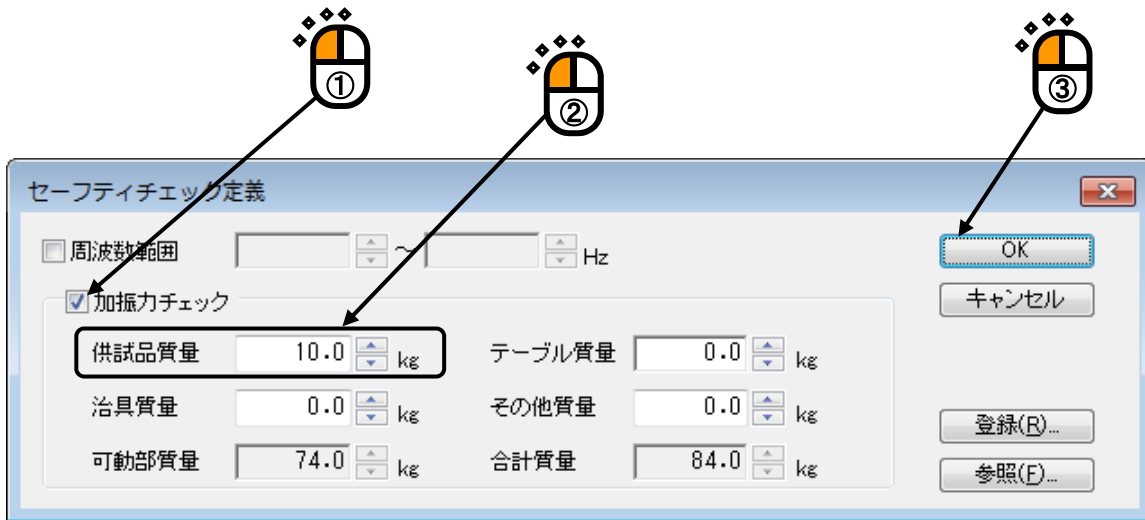 ①
②
③
セーフティチェック定義
周波数範囲 ～ Hz
OK
加振力チェック
キャンセル
供試品質量 10.0 kg テーブル質量 0.0 kg
治具質量 0.0 kg その他質量 0.0 kg
登録(R)...
可動部質量 74.0 kg 合計質量 84.0 kg
参照(F)...